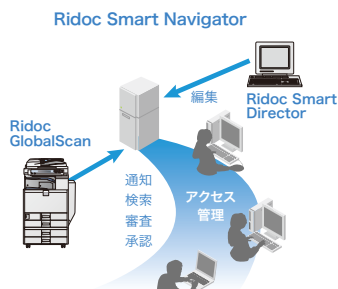 Ridoc Smart Navigator
編集
Ridoc Smart
Director
Ridoc
GlobalScan
通知
検索
審査
承認
アクセス
管理